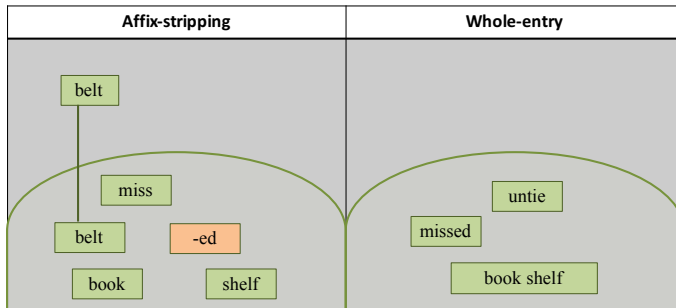 Affix-stripping
Whole-entry
belt
miss
belt
-ed
book
shelf
untie
missed
book shelf